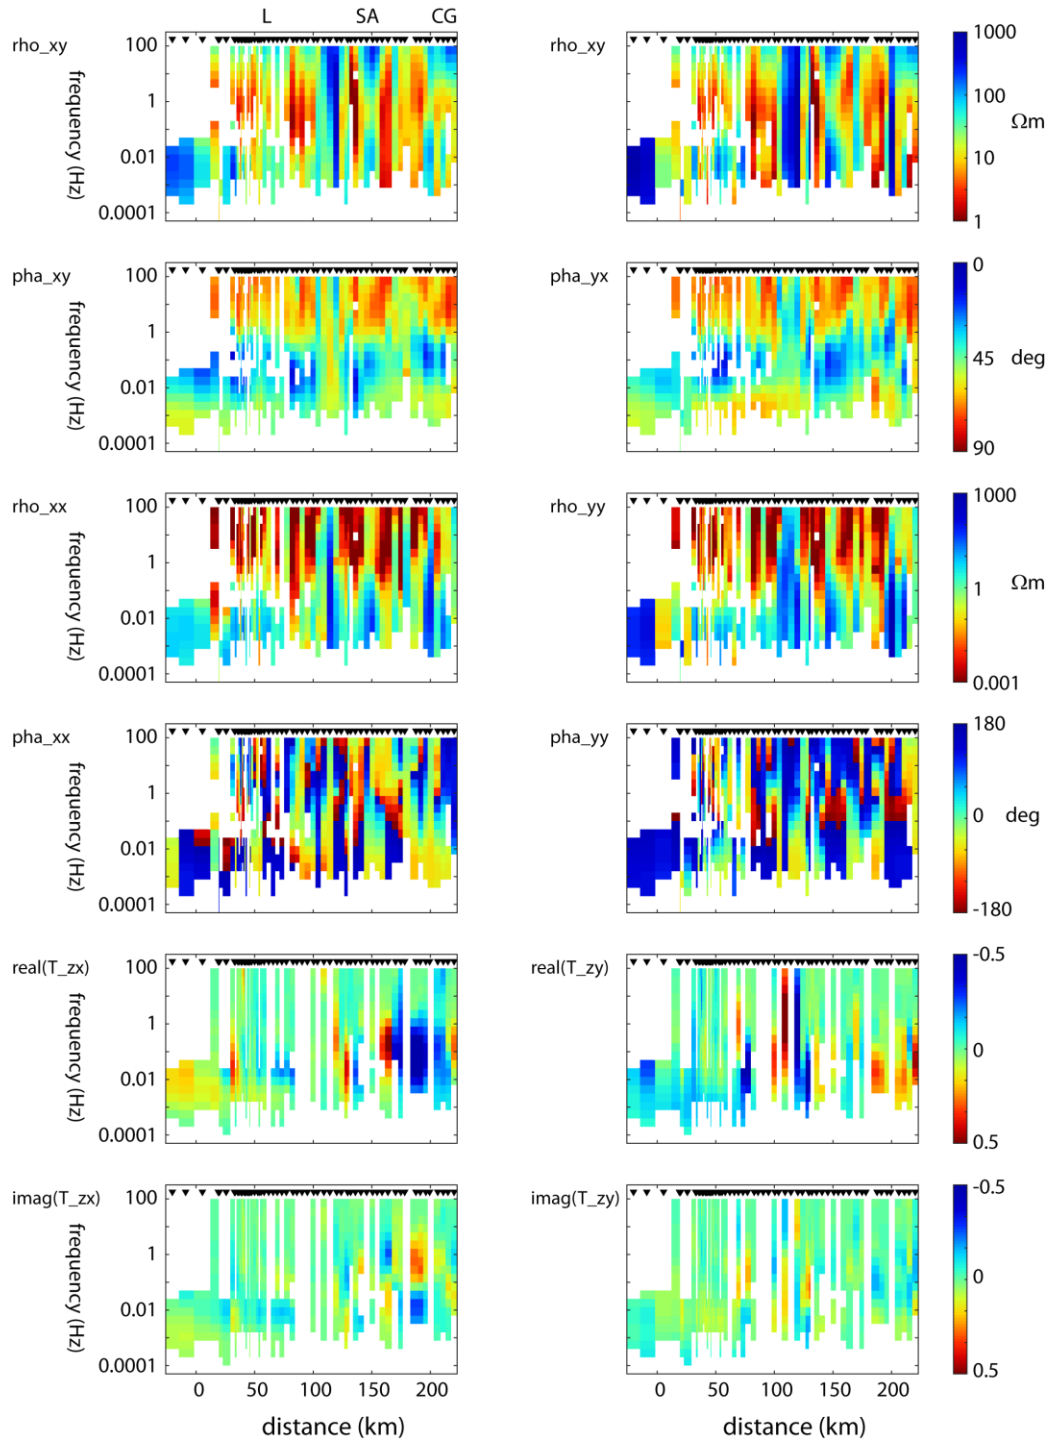 L SA CG
rho_xy
frequency (Hz)
100
1
0.01
0.0001
rho_xy
1000
100
10
1
Ωm
pha_xy
frequency (Hz)
100
1
0.01
0.0001
pha_yx
0
45
90
deg
rho_xx
frequency (Hz)
100
1
0.01
0.0001
rho_yy
1000
1
0.001
Ωm
pha_xx
frequency (Hz)
100
1
0.01
0.0001
pha_yy
180
0
-180
deg
real(T_zx)
frequency (Hz)
100
1
0.01
0.0001
real(T_zy)
-0.5
0
0.5
imag(T_zx)
frequency (Hz)
100
1
0.01
0.0001
imag(T_zy)
-0.5
0
0.5
0 50 100 150 200
distance (km)
0 50 100 150 200
distance (km)